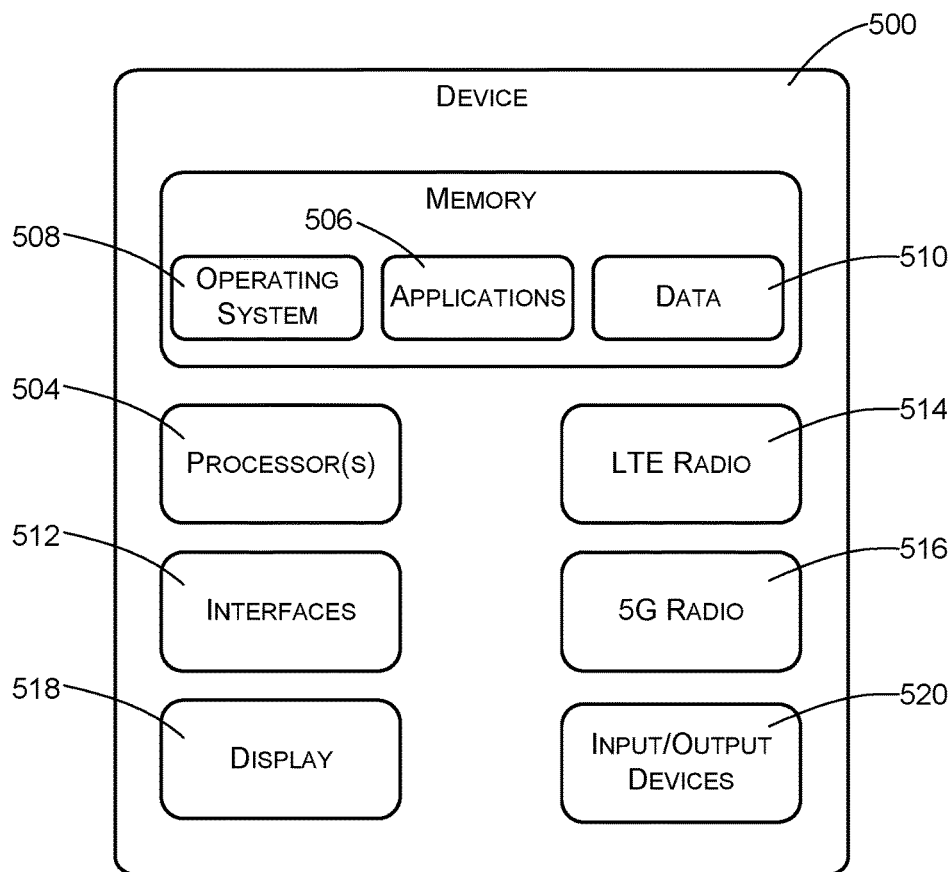 500
DEVICE
MEMORY
506
508
510
OPERATING
SYSTEM
APPLICATIONS
DATA
504
514
PROCESSOR(S)
LTE RADIO
512
516
INTERFACES
5G RADIO
518
520
DISPLAY
INPUT/OUTPUT
DEVICES